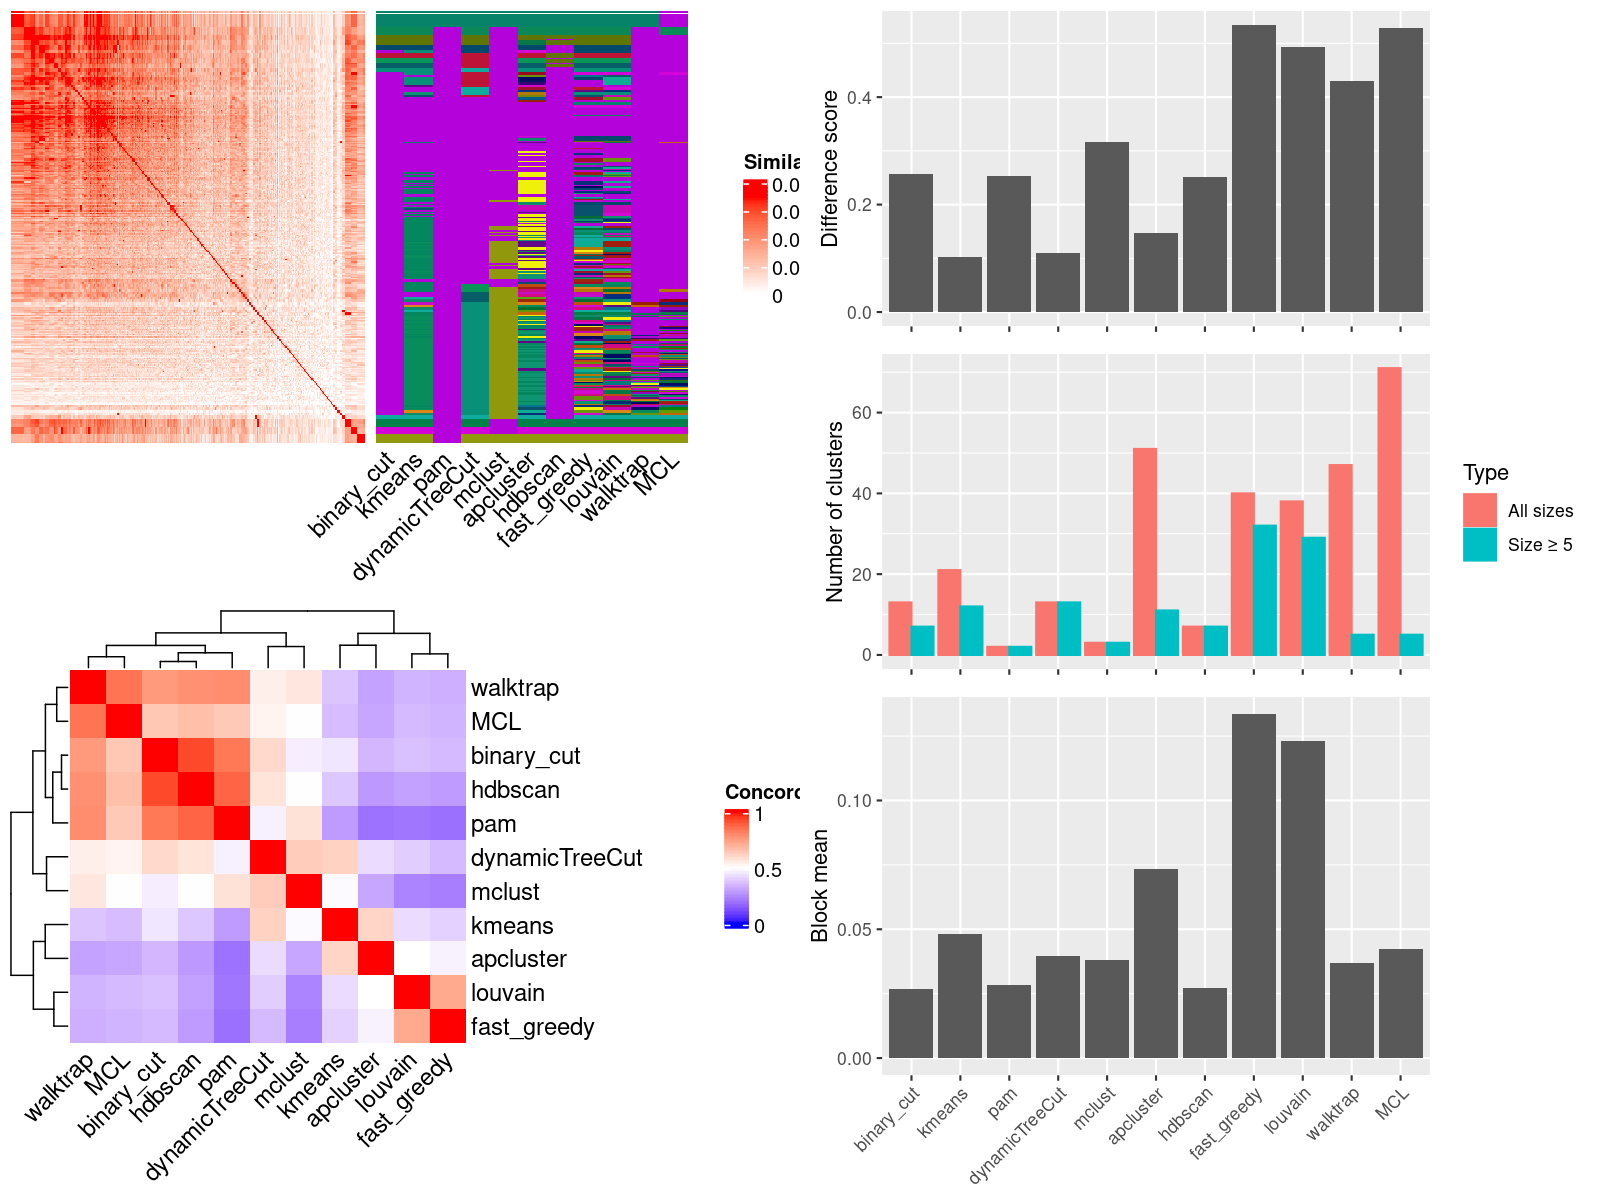 Simila
0.0
0.0
0.0
0.0
0
binary_cut
kmeans
pam
dynamicTreeCut
mclust
apcluster
hdbscan
fast_greedy
louvain
walktrap
MCL
Difference score
0.4
0.2
0.0
Number of clusters
60
40
20
0
Type
All sizes
Size ≥ 5
walktrap
MCL
binary_cut
hdbscan
pam
dynamicTreeCut
mclust
kmeans
apcluster
louvain
fast_greedy
walktrap
MCL
binary_cut
hdbscan
pam
dynamicTreeCut
mclust
kmeans
apcluster
louvain
fast_greedy
Concord
1
0.5
0
Block mean
0.10
0.05
0.00
binary_cut
kmeans
pam
dynamicTreeCut
mclust
apcluster
hdbscan
fast_greedy
louvain
walktrap
MCL